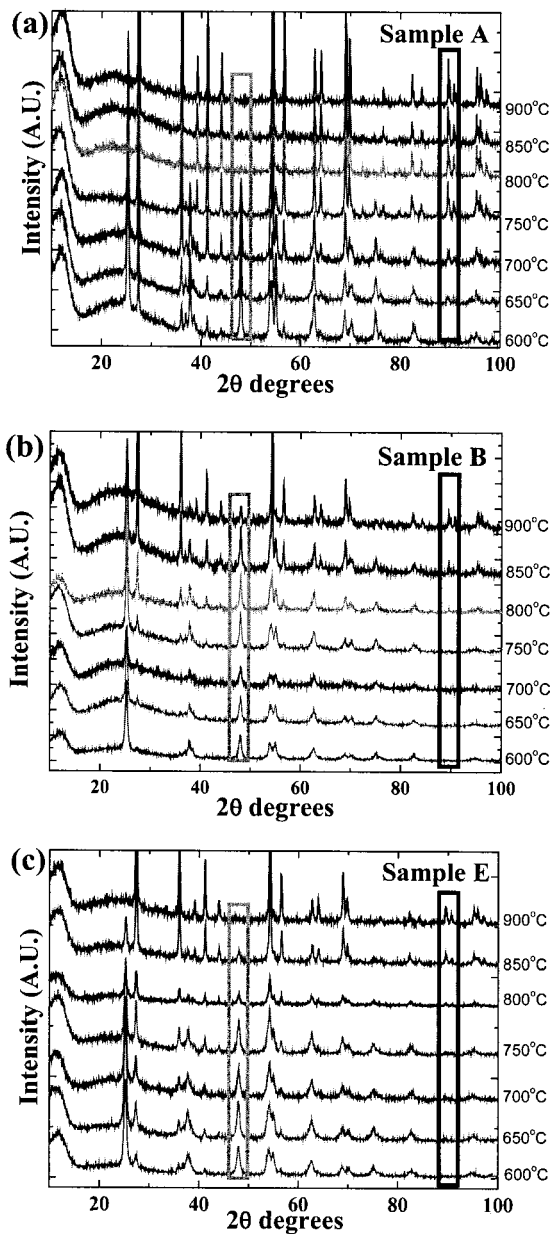 (a)
Sample A
Intensity (A.U.)
900°C
850°C
800°C
750°C
700°C
650°C
600°C
20 40 60 80 100
2θ degrees
(b)
Sample B
Intensity (A.U.)
900°C
850°C
800°C
750°C
700°C
650°C
600°C
20 40 60 80 100
2θ degrees
(c)
Sample E
Intensity (A.U.)
900°C
850°C
800°C
750°C
700°C
650°C
600°C
20 40 60 80 100
2θ degrees